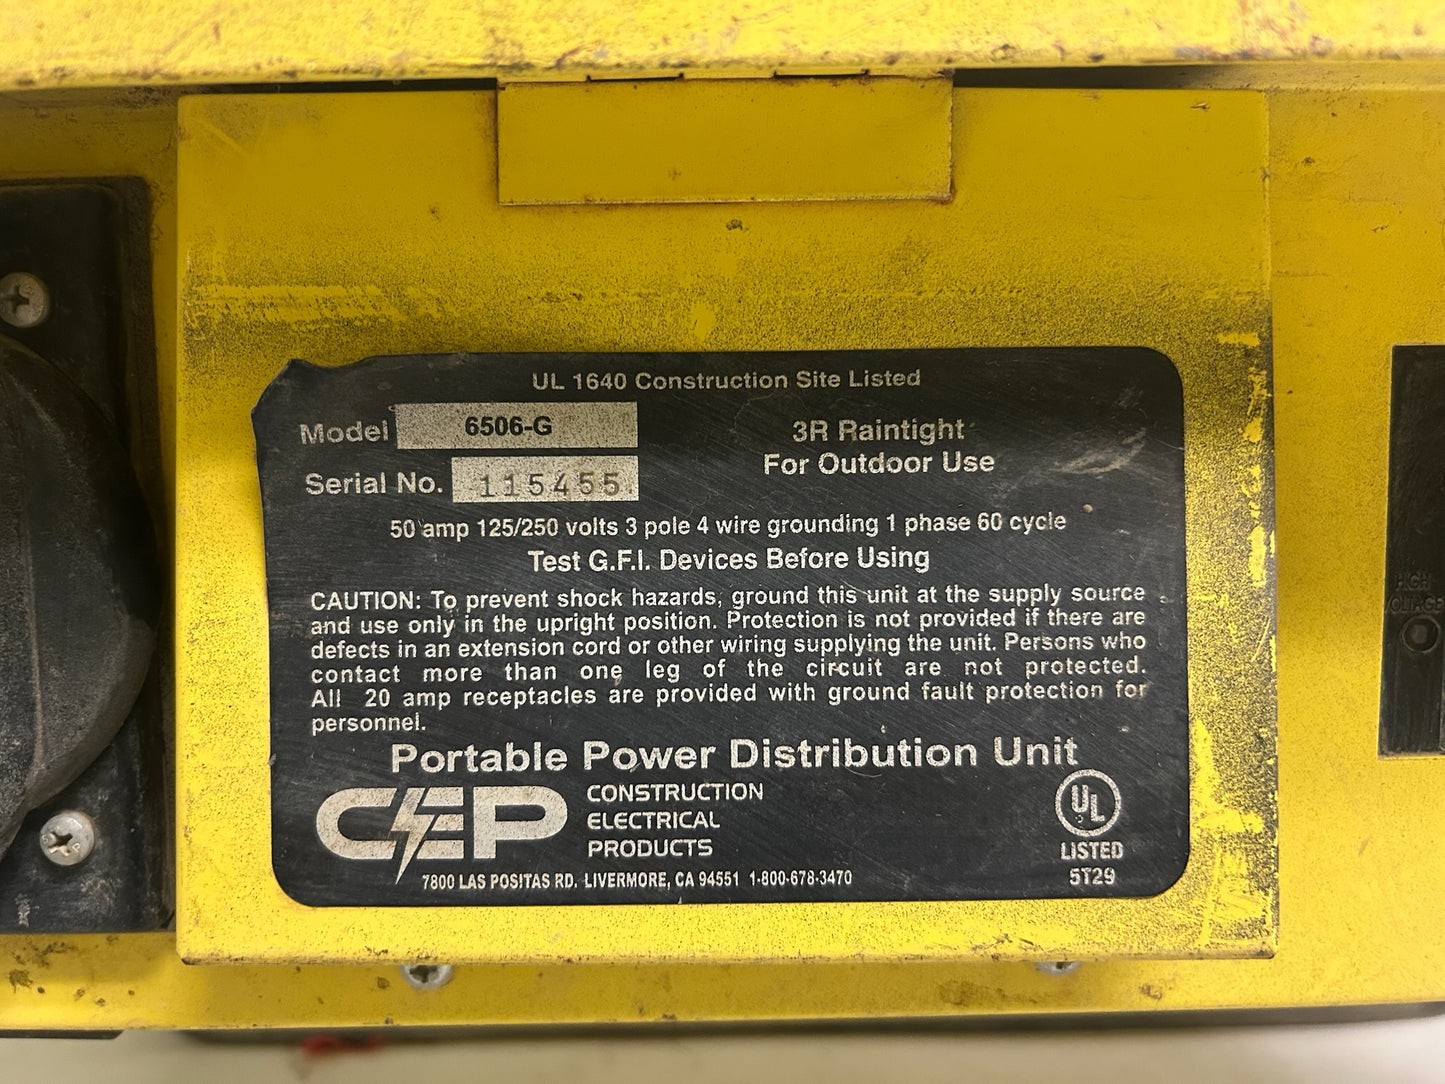 UL 1640 Construction Site Listed
Model 6506-G
3R Raintight
For Outdoor Use
Serial No. 115455
50 amp 125/250 volts 3 pole 4 wire grounding 1 phase 60 cycle
Test G.F.I. Devices Before Using
CAUTION: To prevent shock hazards, ground this unit at the supply source
and use only in the upright position. Protection is not provided if there are
defects in an extension cord or other wiring supplying the unit. Persons who
contact more than one leg of the circuit are not protected.
All 20 amp receptacles are provided with ground fault protection for
personnel.
Portable Power Distribution Unit
CEP
CONSTRUCTION
ELECTRICAL
PRODUCTS
7800 LAS POSITAS RD. LIVERMORE, CA 94551 1-800-678-3470
UL
LISTED
5T29
HIGH
VOLTAGE